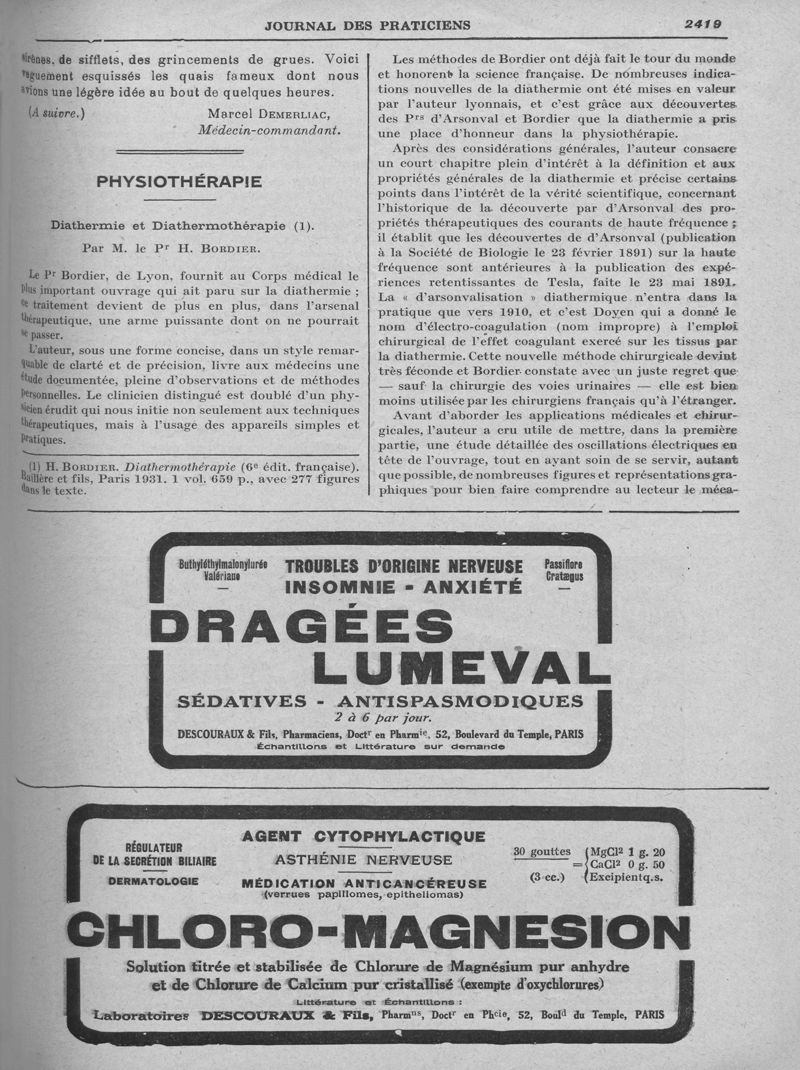 JOURNAL DES PRATICIENS 2419
sirènes, de sifflets, des grincements de grues. Voici
vaguement esquissés les quais fameux dont nous
avions une légère idée au bout de quelques heures.
(A suivre.) Marcel DEMERLIAC,
Médecin-commandant.
PHYSIOTHÉRAPIE
Diathermie et Diathermothérapie (1).
Par M. le Pr H. BORDIER.
Le Pr Bordier, de Lyon, fournit au Corps médical le
plus important ouvrage qui ait paru sur la diathermie ;
ce traitement devient de plus en plus, dans l'arsenal
thérapeutique, une arme puissante dont on ne pourrait
se passer.
L'auteur, sous une forme concise, dans un style remar-
quable de clarté et de précision, livre aux médecins une
étude documentée, pleine d'observations et de méthodes
personnelles. Le clinicien distingué est doublé d'un phy-
sicien érudit qui nous initie non seulement aux techniques
thérapeutiques, mais à l'usage des appareils simples et
pratiques.
(1) H. BORDIER. Diathermothérapie (6e édit. française).
Baillère et fils, Paris 1931. 1 vol. 659 p., avec 277 figures
dans le texte.
Les méthodes de Bordier ont déjà fait le tour du monde
et honorent la science française. De nombreuses indica-
tions nouvelles de la diathermie ont été mises en valeur
par l'auteur lyonnais, et c'est grâce aux découvertes
des Prs d'Arsonval et Bordier que la diathermie a pris
une place d'honneur dans la physiothérapie.
Après des considérations générales, l'auteur consacre
un court chapitre plein d'intérêt à la définition et aux
propriétés générales de la diathermie et précise certains
points dans l'intérêt de la vérité scientifique, concernant
l'historique de la découverte par d'Arsonval des pro-
priétés thérapeutiques des courants de haute fréquence ;
il établit que les découvertes de d'Arsonval (publication
à la Société de Biologie le 23 février 1891) sur la haute
fréquence sont antérieures à la publication des expé-
riences retentissantes de Tesla, faite le 23 mai 1891.
La « d'arsonvalisation » diathermique n'entra dans la
pratique que vers 1910, et c'est Doyen qui a donné le
nom d'électro-coagulation (nom impropre) à l'emploi
chirurgical de l'effet coagulant exercé sur les tissus par
la diathermie. Cette nouvelle méthode chirurgicale devint
très féconde et Bordier constate avec un juste regret que
— sauf la chirurgie des voies urinaires — elle est bien
moins utilisée par les chirurgiens français qu'à l'étranger.
Avant d'aborder les applications médicales et chirur-
gicales, l'auteur a cru utile de mettre, dans la première
partie, une étude détaillée des oscillations électriques en
tête de l'ouvrage, tout en ayant soin de se servir, autant
que possible, de nombreuses figures et représentations gra-
phiques pour bien faire comprendre au lecteur le méca-
Buthyléthylmalonylurée
Valériane
TROUBLES D'ORIGINE NERVEUSE
INSOMNIE - ANXIÉTÉ
Passiflore
Cratægus
DRAGÉES
LUMEVAL
SÉDATIVES - ANTISPASMODIQUES
2 à 6 par jour.
DESCOURAUX & Fils, Pharmaciens, Doctr en Pharmie, 52, Boulevard du Temple, PARIS
Échantillons et Littérature sur demande
RÉGULATEUR
DE LA SECRÉTION BILIAIRE
DERMATOLOGIE
AGENT CYTOPHYLACTIQUE
ASTHÉNIE NERVEUSE
MÉDICATION ANTICANCÉREUSE
(verrues papillomes, epitheliomas)
30 gouttes
(3 cc.)
= { MgCl2 1 g. 20
CaCl2 0 g. 50
Excipient q.s.
CHLORO-MAGNESION
Solution titrée et stabilisée de Chlorure de Magnésium pur anhydre
et de Chlorure de Calcium pur cristallisé (exempte d'oxychlorures)
Littérature et Échantillons :
Laboratoires DESCOURAUX & Fils, Pharmns, Doctr en Phcie, 52, Bould du Temple, PARIS